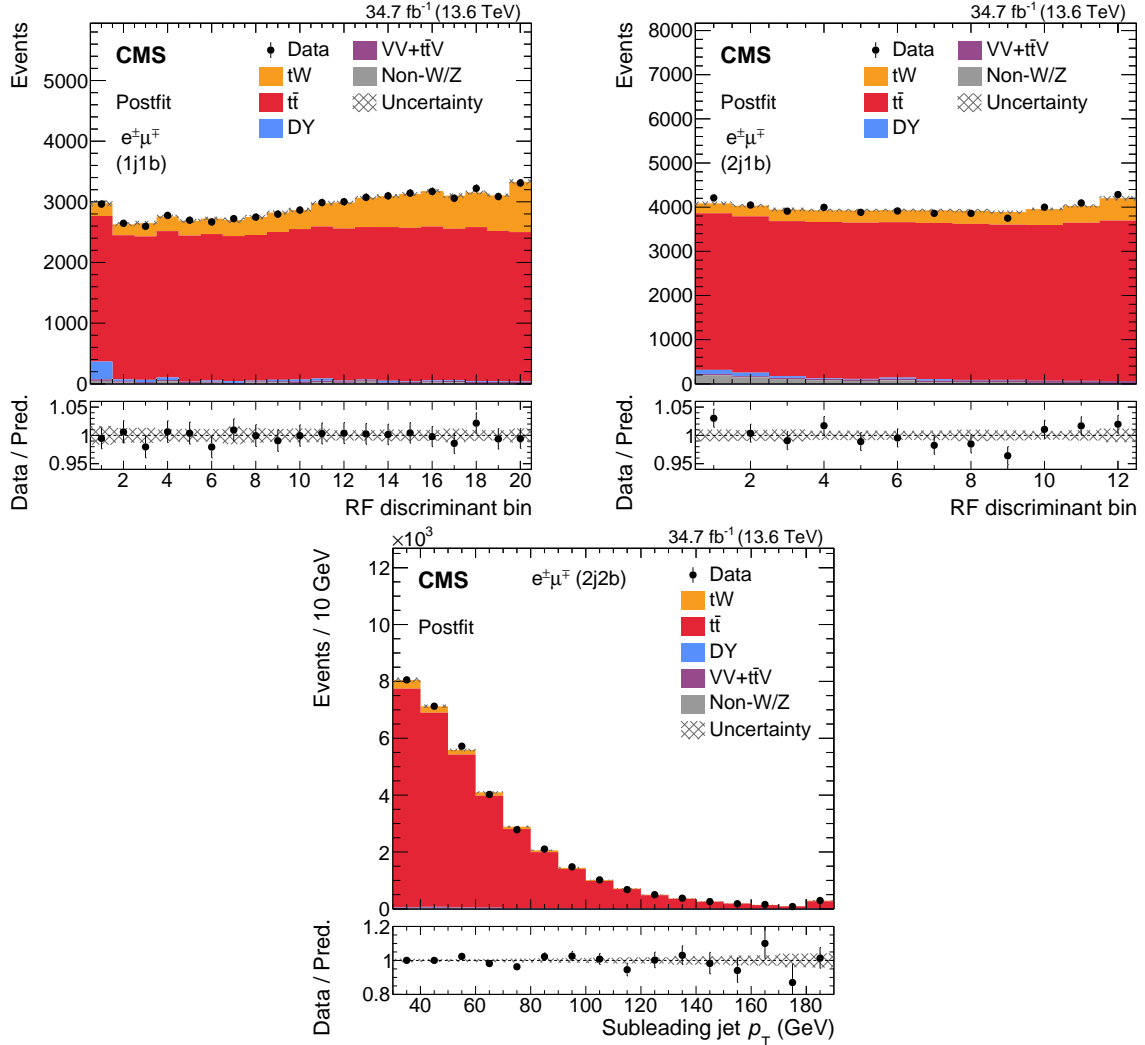 34.7 fb⁻¹ (13.6 TeV)
Events
CMS
Postfit
e±μ∓
(1j1b)
Data
tW
tt̄
DY
VV+tt̄V
Non-W/Z
Uncertainty
5000
4000
3000
2000
1000
0
Data / Pred.
1.05
1
0.95
2 4 6 8 10 12 14 16 18 20
RF discriminant bin
34.7 fb⁻¹ (13.6 TeV)
Events
CMS
Postfit
e±μ∓
(2j1b)
Data
tW
tt̄
DY
VV+tt̄V
Non-W/Z
Uncertainty
8000
7000
6000
5000
4000
3000
2000
1000
0
Data / Pred.
1.05
1
0.95
2 4 6 8 10 12
RF discriminant bin
×10³
34.7 fb⁻¹ (13.6 TeV)
Events / 10 GeV
CMS
e±μ∓ (2j2b)
Postfit
Data
tW
tt̄
DY
VV+tt̄V
Non-W/Z
Uncertainty
12
10
8
6
4
2
0
Data / Pred.
1.2
1
0.8
40 60 80 100 120 140 160 180
Subleading jet p_T (GeV)